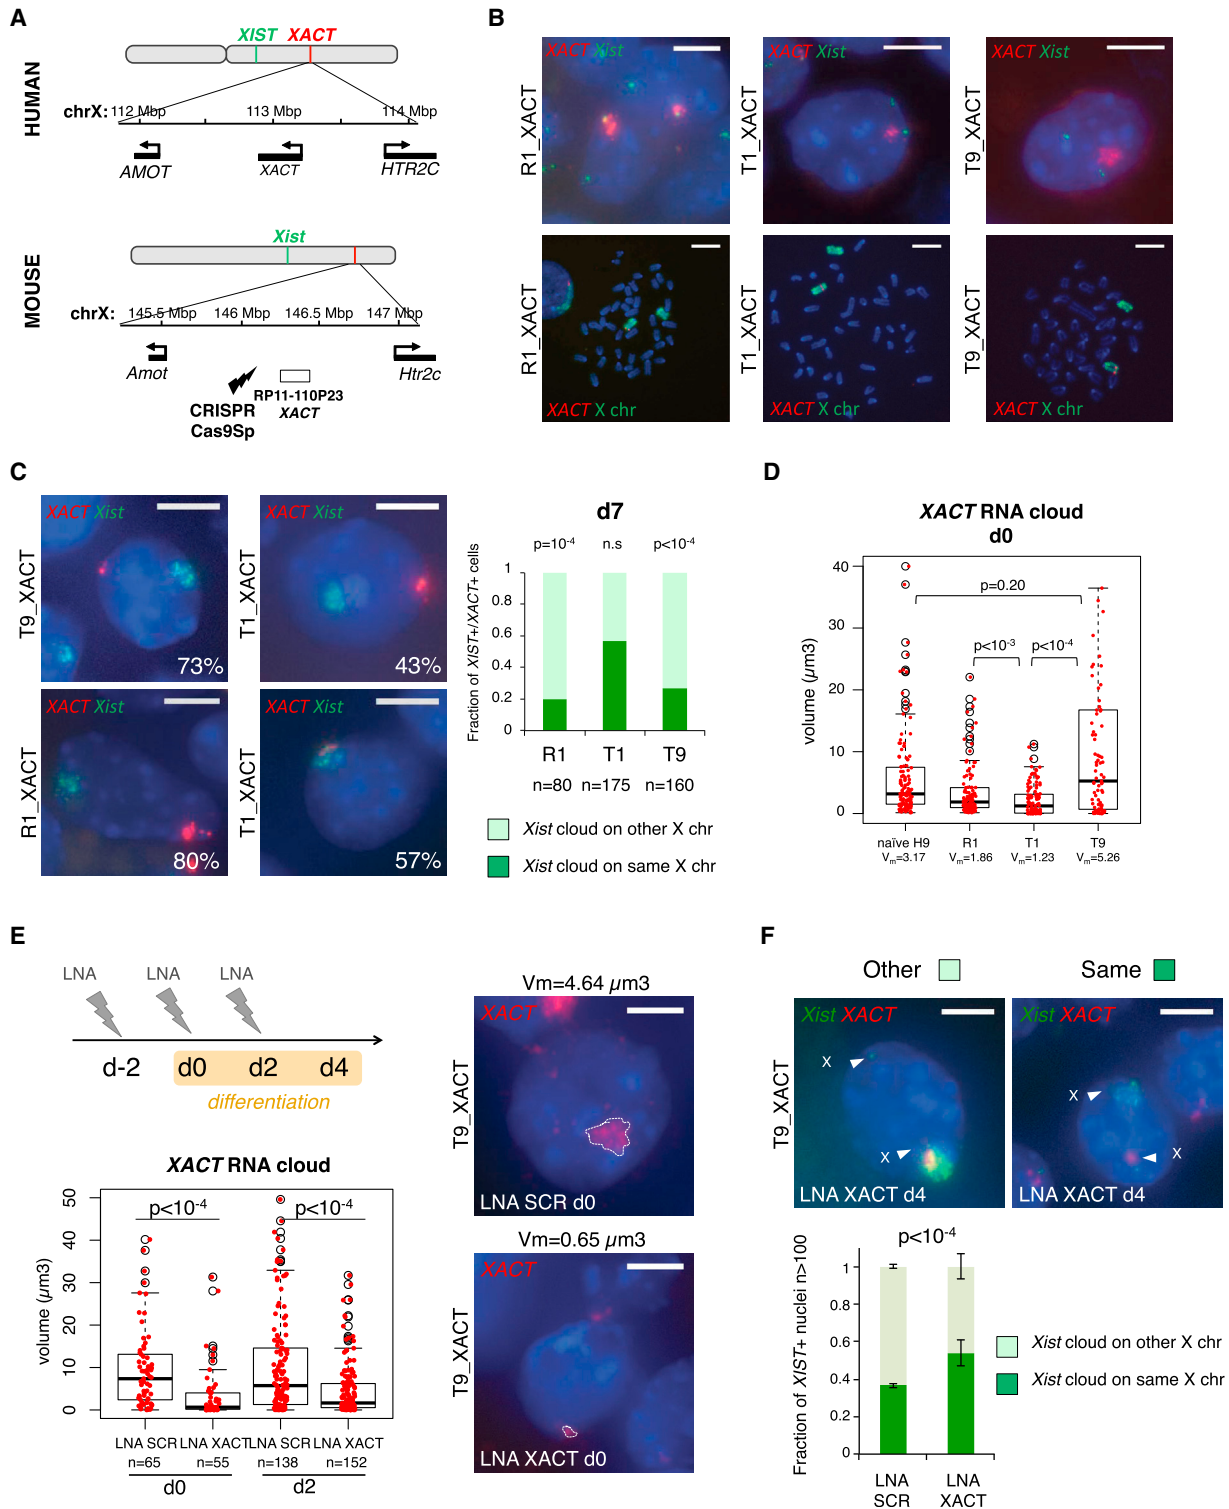 A
HUMAN
XIST XACT
chrX: 112 Mbp 113 Mbp 114 Mbp
AMOT XACT HTR2C
MOUSE
Xist
chrX: 145.5 Mbp 146 Mbp 146.5 Mbp 147 Mbp
Amot Htr2c
CRISPR
Cas9Sp
RP11-110P23
XACT
B
R1_XACT
XACT Xist
T1_XACT
XACT Xist
T9_XACT
XACT Xist
R1_XACT
XACT X chr
T1_XACT
XACT X chr
T9_XACT
XACT X chr
C
T9_XACT
XACT Xist
73%
T1_XACT
XACT Xist
43%
R1_XACT
XACT Xist
80%
T1_XACT
XACT Xist
57%
d7
p=10-4 n.s p<10-4
Fraction of XIST+/XACT+ cells
1
0.8
0.6
0.4
0.2
0
R1 T1 T9
n=80 n=175 n=160
Xist cloud on other X chr
Xist cloud on same X chr
D
XACT RNA cloud
d0
volume (µm3)
40
30
20
10
0
p=0.20
p<10-3 p<10-4
naïve H9 R1 T1 T9
Vm=3.17 Vm=1.86 Vm=1.23 Vm=5.26
E
LNA LNA LNA
d-2 d0 d2 d4
differentiation
XACT RNA cloud
volume (µm3)
50
40
30
20
10
0
p<10-4 p<10-4
LNA SCR LNA XACT LNA SCR LNA XACT
n=65 n=55 n=138 n=152
d0 d2
Vm=4.64 µm3
T9_XACT
XACT
LNA SCR d0
Vm=0.65 µm3
T9_XACT
XACT
LNA XACT d0
F
Other Same
T9_XACT
Xist XACT
X
X
LNA XACT d4
Xist XACT
X
X
LNA XACT d4
p<10-4
Fraction of XIST+ nuclei n>100
1
0.8
0.6
0.4
0.2
0
LNA
SCR
LNA
XACT
Xist cloud on other X chr
Xist cloud on same X chr